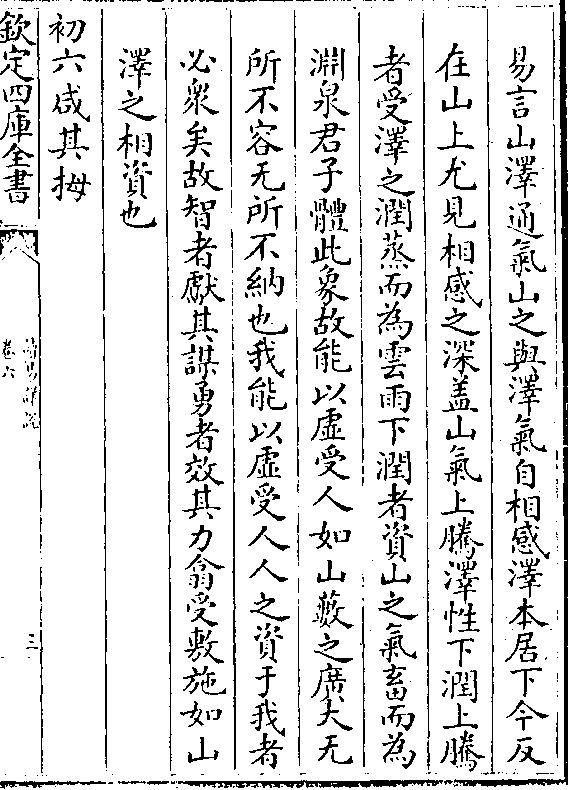 易言山澤通氣山之與澤氣自相感澤本居下今反
在山上尤見相感之深盖山氣上騰澤性下潤上騰
者受澤之潤蒸而為雲雨下潤者資山之氣畜而為
淵泉君子體此象故能以虛受人如山藪之廣大无
所不容无所不納也我能以虛受人人之資于我者
必衆矣故智者獻其謀勇者效其力翕受敷施如山
澤之相資也
初六咸其拇
欽定四庫全書
卷六
三